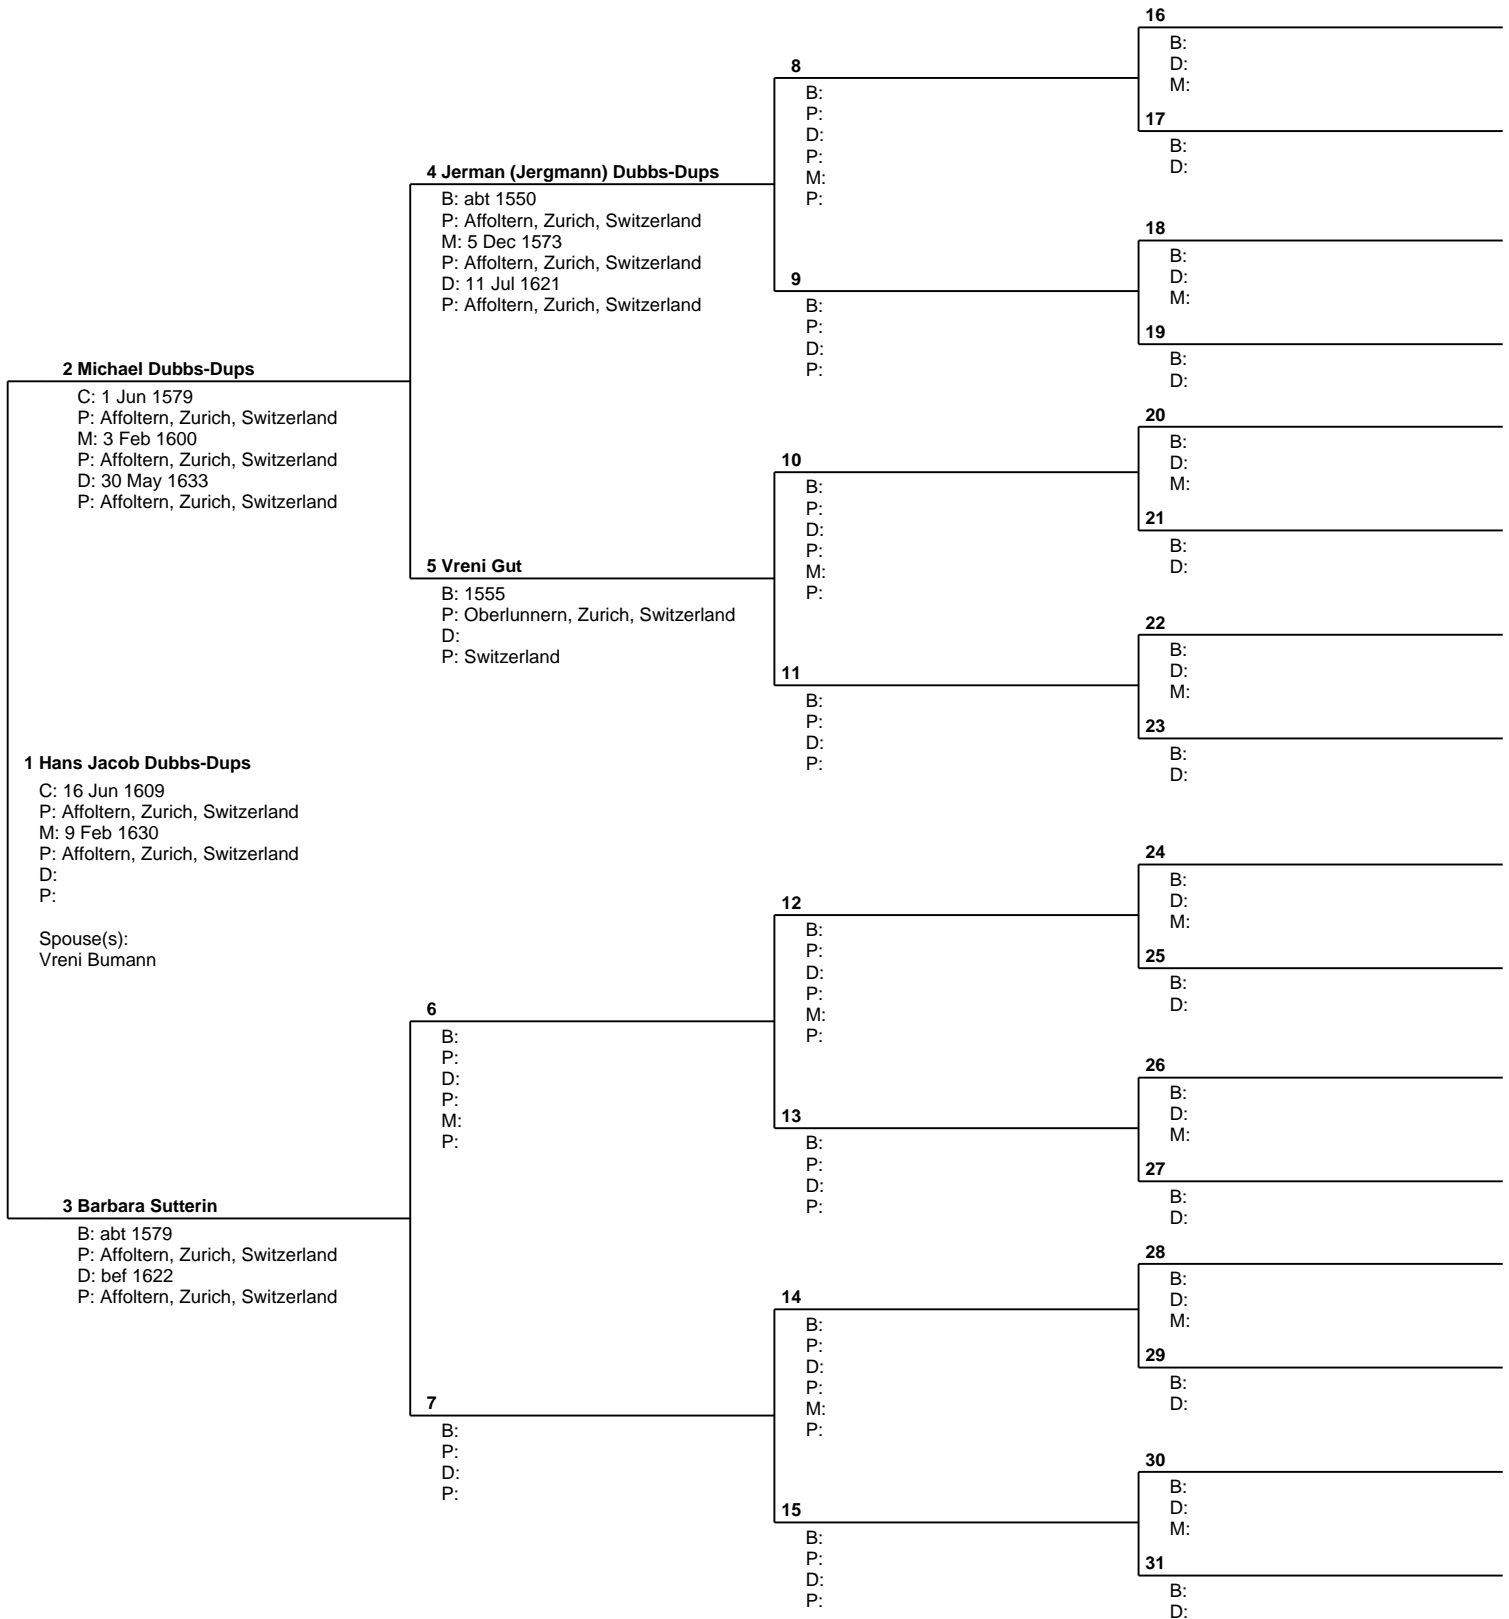 1 Hans Jacob Dubbs-Dups
C: 16 Jun 1609
P: Affoltern, Zurich, Switzerland
M: 9 Feb 1630
P: Affoltern, Zurich, Switzerland
D:
P:
Spouse(s):
Vreni Bumann
2 Michael Dubbs-Dups
C: 1 Jun 1579
P: Affoltern, Zurich, Switzerland
M: 3 Feb 1600
P: Affoltern, Zurich, Switzerland
D: 30 May 1633
P: Affoltern, Zurich, Switzerland
3 Barbara Sutterin
B: abt 1579
P: Affoltern, Zurich, Switzerland
D: bef 1622
P: Affoltern, Zurich, Switzerland
4 Jerman (Jergmann) Dubbs-Dups
B: abt 1550
P: Affoltern, Zurich, Switzerland
M: 5 Dec 1573
P: Affoltern, Zurich, Switzerland
D: 11 Jul 1621
P: Affoltern, Zurich, Switzerland
5 Vreni Gut
B: 1555
P: Oberlunnern, Zurich, Switzerland
D:
P: Switzerland
6
B:
P:
D:
P:
M:
P:
7
B:
P:
D:
P:
8
B:
P:
D:
P:
M:
P:
9
B:
P:
D:
P:
10
B:
P:
D:
P:
M:
P:
11
B:
P:
D:
P:
12
B:
P:
D:
P:
M:
P:
13
B:
P:
D:
P:
14
B:
P:
D:
P:
M:
P:
15
B:
P:
D:
P:
16
B:
D:
M:
17
B:
D:
18
B:
D:
M:
19
B:
D:
20
B:
D:
M:
21
B:
D:
22
B:
D:
M:
23
B:
D:
24
B:
D:
M:
25
B:
D:
26
B:
D:
M:
27
B:
D:
28
B:
D:
M:
29
B:
D:
30
B:
D:
M:
31
B:
D: